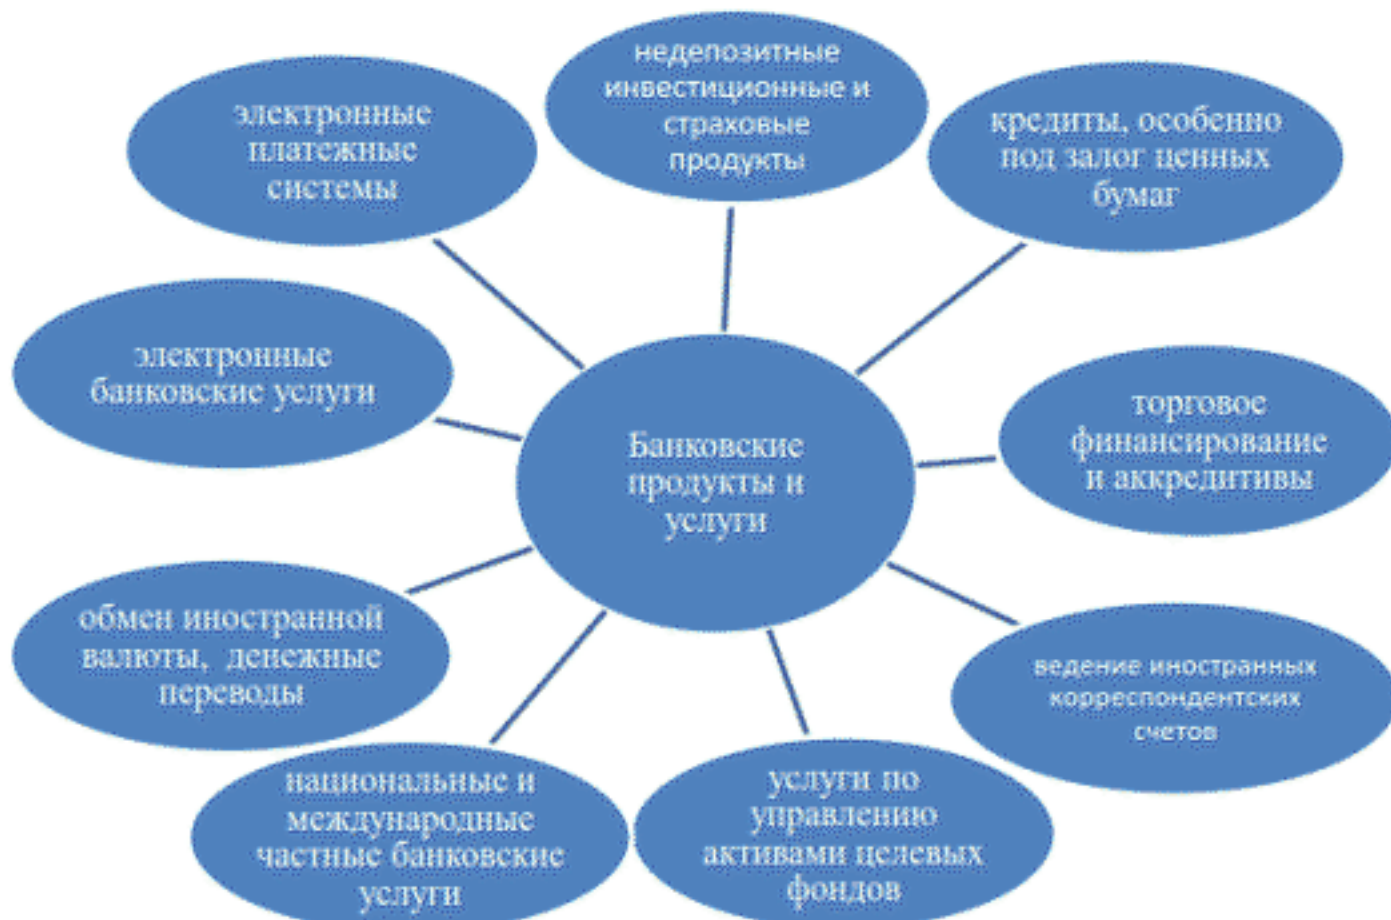 недепозитные
инвестиционные и
страховые
продукты
электронные
платежные
системы
кредиты, особенно
под залог ценных
бумаг
электронные
банковские услуги
торговое
финансирование
и аккредитивы
Банковские
продукты и
услуги
обмен иностранной
валюты, денежные
переводы
ведение иностранных
корреспондентских
счетов
национальные и
международные
частные банковские
услуги
услуги по
управлению
активами целевых
фондов